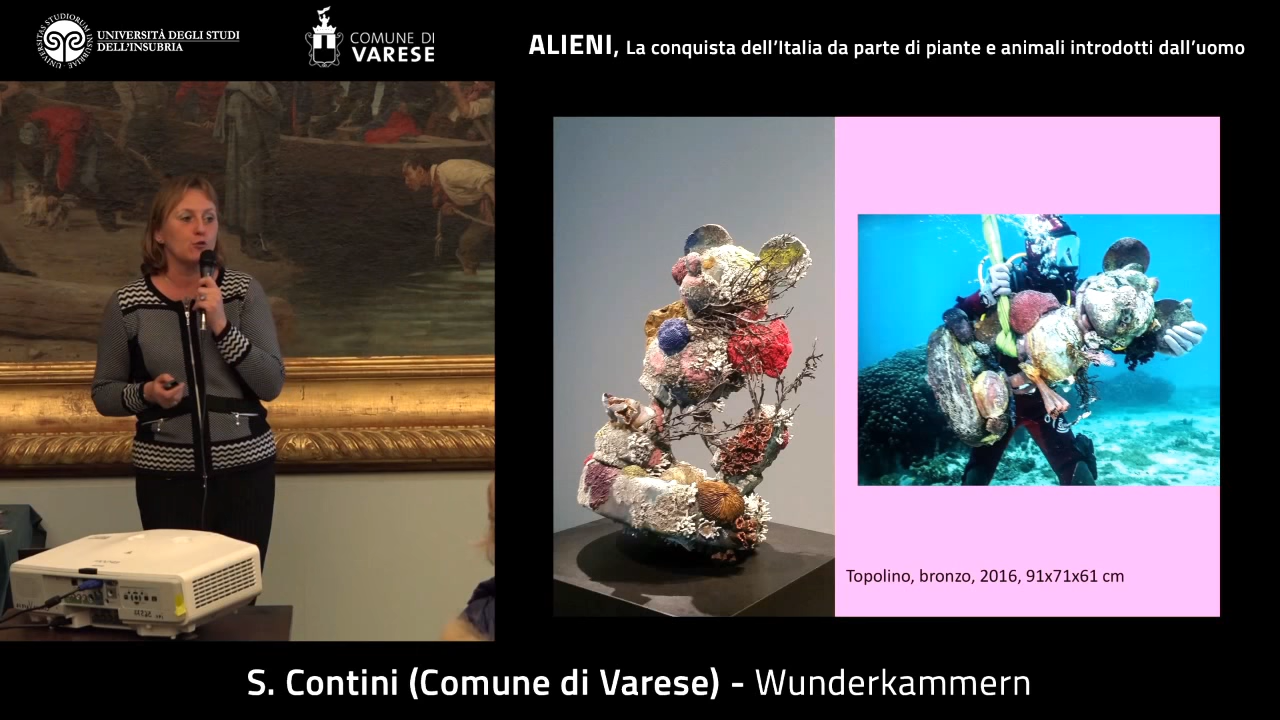 UNIVERSITÀ DEGLI STUDI
DELL'INSUBRIA
COMUNE DI
VARESE
ALIENI, La conquista dell'Italia da parte di piante e animali introdotti dall'uomo
Topolino, bronzo, 2016, 91x71x61 cm
S. Contini (Comune di Varese) - Wunderkammern